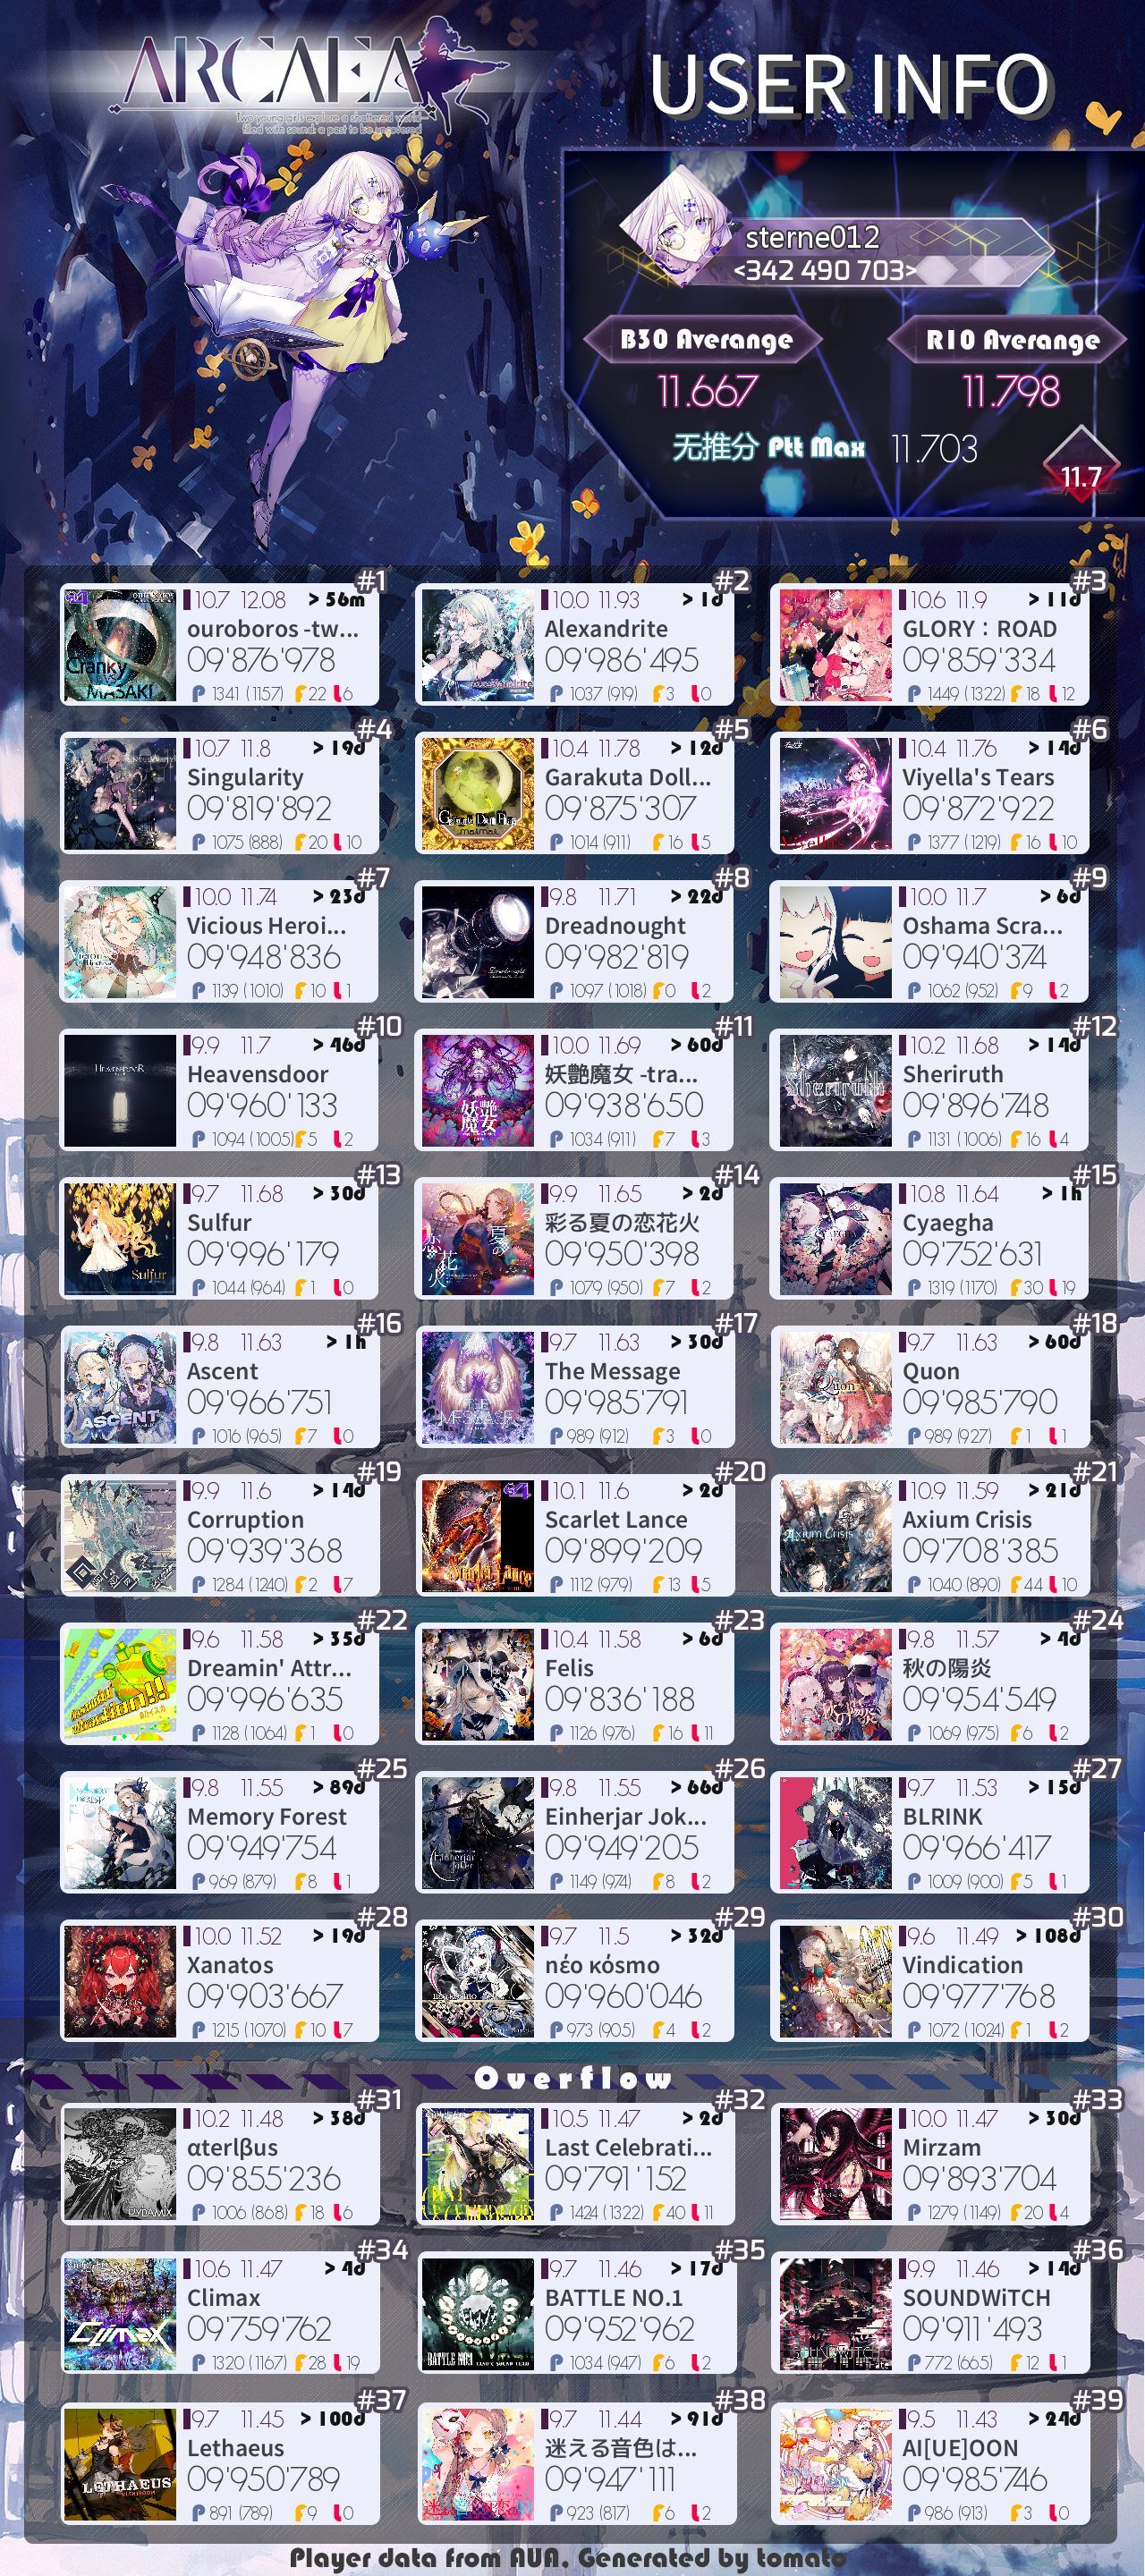 ARCAEA
Two young girls explore a shattered world
filled with sound: a past to be uncovered
USER INFO
sterne012
<342 490 703>
B30 Averange
R10 Averange
11.667
11.798
无推分 Ptt Max 11.703
11.7
#1
10.7 12.08 > 56m
ouroboros -tw...
09'876'978
P 1341 (1157) F 22 L 6
#2
10.0 11.93 > 1d
Alexandrite
09'986'495
P 1037 (919) F 3 L 0
#3
10.6 11.9 > 11d
GLORY：ROAD
09'859'334
P 1449 (1322) F 18 L 12
#4
10.7 11.8 > 19d
Singularity
09'819'892
P 1075 (888) F 20 L 10
#5
10.4 11.78 > 12d
Garakuta Doll...
09'875'307
P 1014 (911) F 16 L 5
#6
10.4 11.76 > 14d
Viyella's Tears
09'872'922
P 1377 (1219) F 16 L 10
#7
10.0 11.74 > 23d
Vicious Heroi...
09'948'836
P 1139 (1010) F 10 L 1
#8
9.8 11.71 > 22d
Dreadnought
09'982'819
P 1097 (1018) F 0 L 2
#9
10.0 11.7 > 6d
Oshama Scra...
09'940'374
P 1062 (952) F 9 L 2
#10
9.9 11.7 > 46d
Heavensdoor
09'960'133
P 1094 (1005) F 5 L 2
#11
10.0 11.69 > 60d
妖艶魔女 -tra...
09'938'650
P 1034 (911) F 7 L 3
#12
10.2 11.68 > 14d
Sheriruth
09'896'748
P 1131 (1006) F 16 L 4
#13
9.7 11.68 > 30d
Sulfur
09'996'179
P 1044 (964) F 1 L 0
#14
9.9 11.65 > 2d
彩る夏の恋花火
09'950'398
P 1079 (950) F 7 L 2
#15
10.8 11.64 > 1h
Cyaegha
09'752'631
P 1319 (1170) F 30 L 19
#16
9.8 11.63 > 1h
Ascent
09'966'751
P 1016 (965) F 7 L 0
#17
9.7 11.63 > 30d
The Message
09'985'791
P 989 (912) F 3 L 0
#18
9.7 11.63 > 60d
Quon
09'985'790
P 989 (927) F 1 L 1
#19
9.9 11.6 > 14d
Corruption
09'939'368
P 1284 (1240) F 2 L 7
#20
10.1 11.6 > 2d
Scarlet Lance
09'899'209
P 1112 (979) F 13 L 5
#21
10.9 11.59 > 21d
Axium Crisis
09'708'385
P 1040 (890) F 44 L 10
#22
9.6 11.58 > 35d
Dreamin' Attr...
09'996'635
P 1128 (1064) F 1 L 0
#23
10.4 11.58 > 6d
Felis
09'836'188
P 1126 (976) F 16 L 11
#24
9.8 11.57 > 4d
秋の陽炎
09'954'549
P 1069 (975) F 6 L 2
#25
9.8 11.55 > 89d
Memory Forest
09'949'754
P 969 (879) F 8 L 1
#26
9.8 11.55 > 66d
Einherjar Jok...
09'949'205
P 1149 (974) F 8 L 2
#27
9.7 11.53 > 15d
BLRINK
09'966'417
P 1009 (900) F 5 L 1
#28
10.0 11.52 > 19d
Xanatos
09'903'667
P 1215 (1070) F 10 L 7
#29
9.7 11.5 > 32d
néo κósmo
09'960'046
P 973 (905) F 4 L 2
#30
9.6 11.49 > 108d
Vindication
09'977'768
P 1072 (1024) F 1 L 2
Overflow
#31
10.2 11.48 > 38d
αterlβus
09'855'236
P 1006 (868) F 18 L 6
#32
10.5 11.47 > 2d
Last Celebrati...
09'791'152
P 1424 (1322) F 40 L 11
#33
10.0 11.47 > 30d
Mirzam
09'893'704
P 1279 (1149) F 20 L 4
#34
10.6 11.47 > 4d
Climax
09'759'762
P 1320 (1167) F 28 L 19
#35
9.7 11.46 > 17d
BATTLE NO.1
09'952'962
P 1034 (947) F 6 L 2
#36
9.9 11.46 > 14d
SOUNDWiTCH
09'911'493
P 772 (665) F 12 L 1
#37
9.7 11.45 > 100d
Lethaeus
09'950'789
P 891 (789) F 9 L 0
#38
9.7 11.44 > 91d
迷える音色は...
09'947'111
P 923 (817) F 6 L 2
#39
9.5 11.43 > 24d
AI[UE]OON
09'985'746
P 986 (913) F 3 L 0
Player data from AUA. Generated by tomato